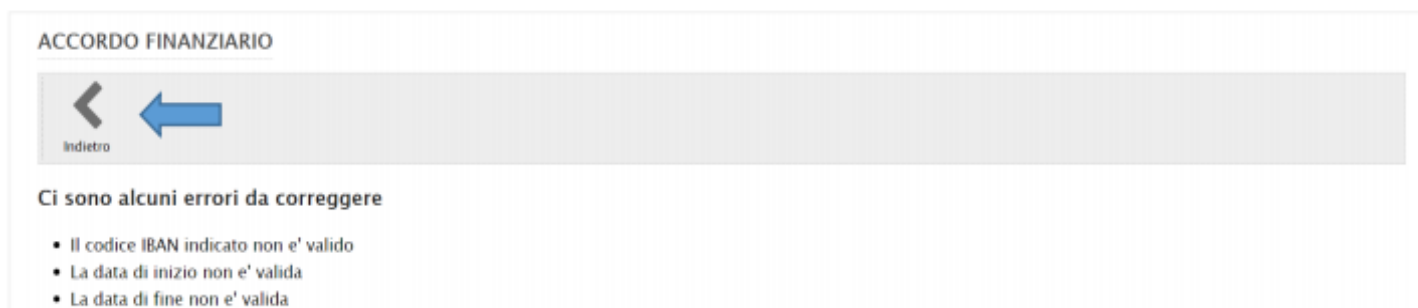 ACCORDO FINANZIARIO
Indietro
Ci sono alcuni errori da correggere
• Il codice IBAN indicato non e' valido
• La data di inizio non e' valida
• La data di fine non e' valida